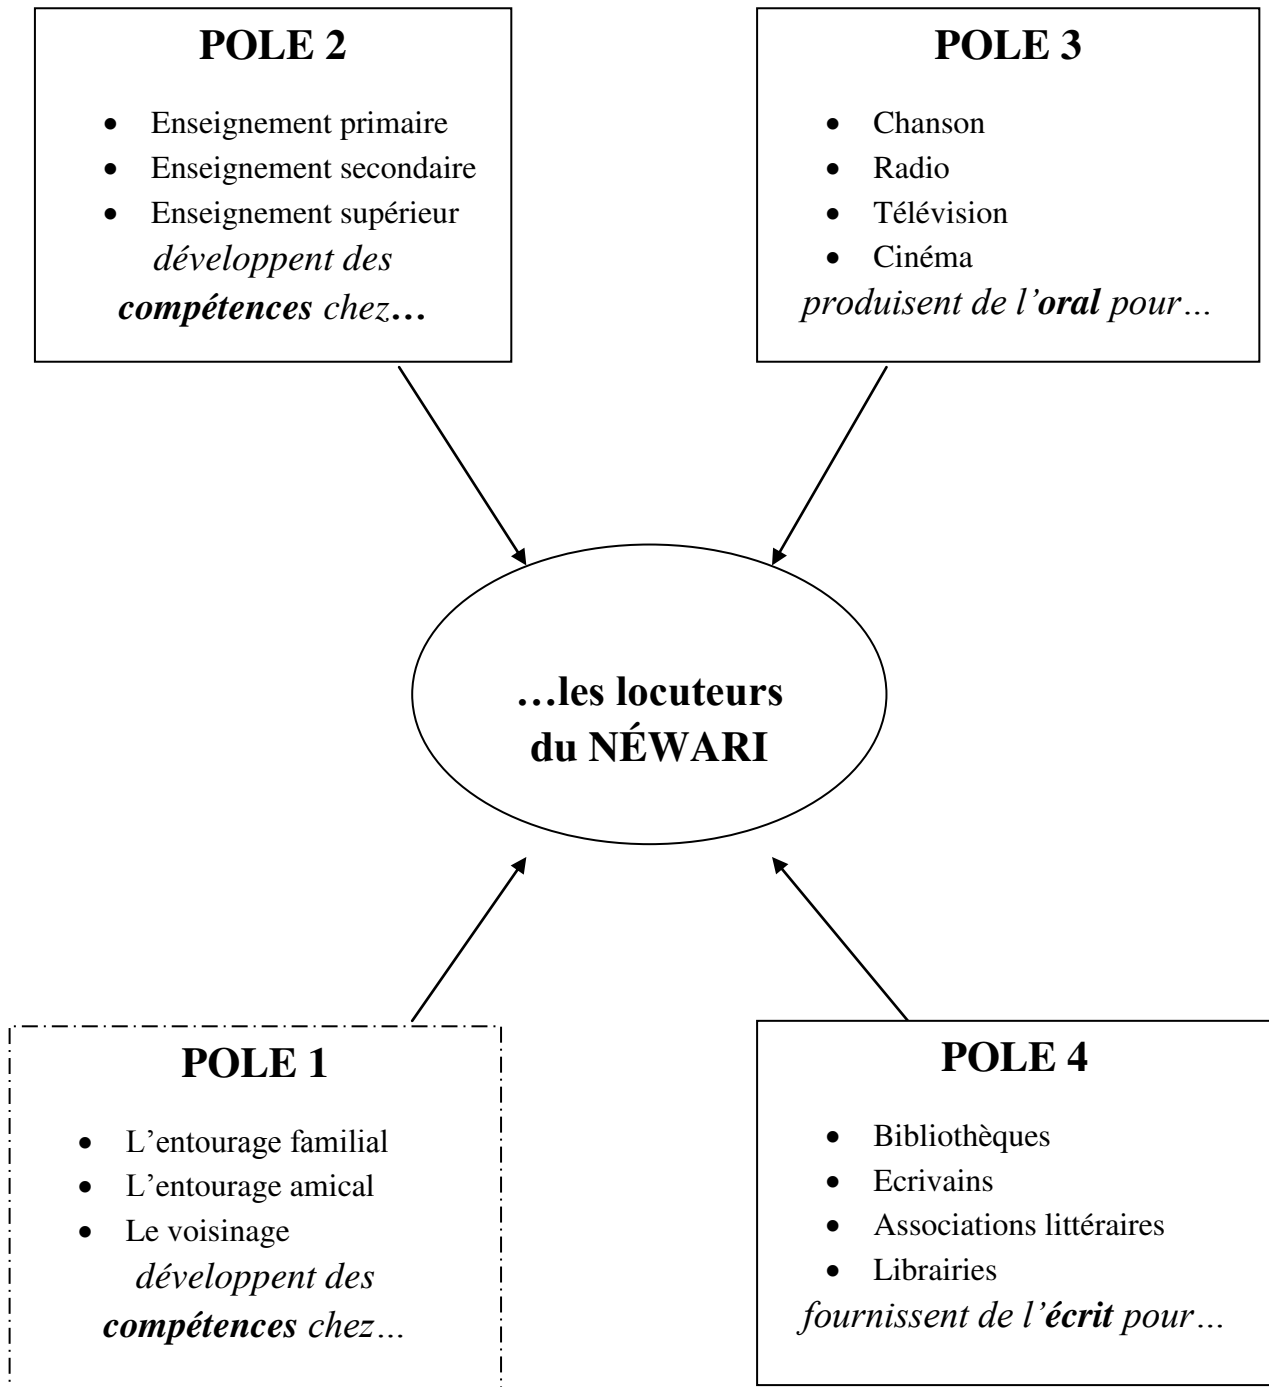 POLE 2
• Enseignement primaire
• Enseignement secondaire
• Enseignement supérieur
développent des
compétences chez…
POLE 3
• Chanson
• Radio
• Télévision
• Cinéma
produisent de l’oral pour…
…les locuteurs
du NÉWARI
POLE 1
• L’entourage familial
• L’entourage amical
• Le voisinage
développent des
compétences chez…
POLE 4
• Bibliothèques
• Ecrivains
• Associations littéraires
• Librairies
fournissent de l’écrit pour…